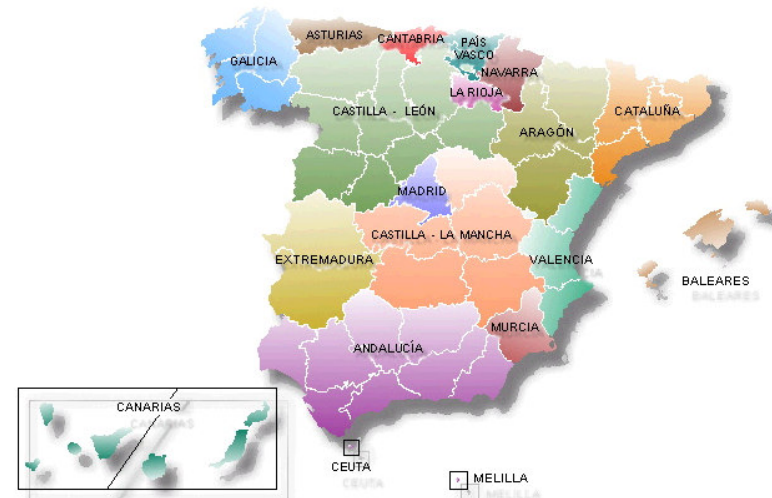 ASTURIAS
CANTABRIA
PAÍS
VASCO
GALICIA
NAVARRA
LA RIOJA
CASTILLA - LEÓN
CATALUÑA
ARAGÓN
MADRID
CASTILLA - LA MANCHA
EXTREMADURA
VALENCIA
BALEARES
MURCIA
ANDALUCÍA
CANARIAS
CEUTA
MELILLA